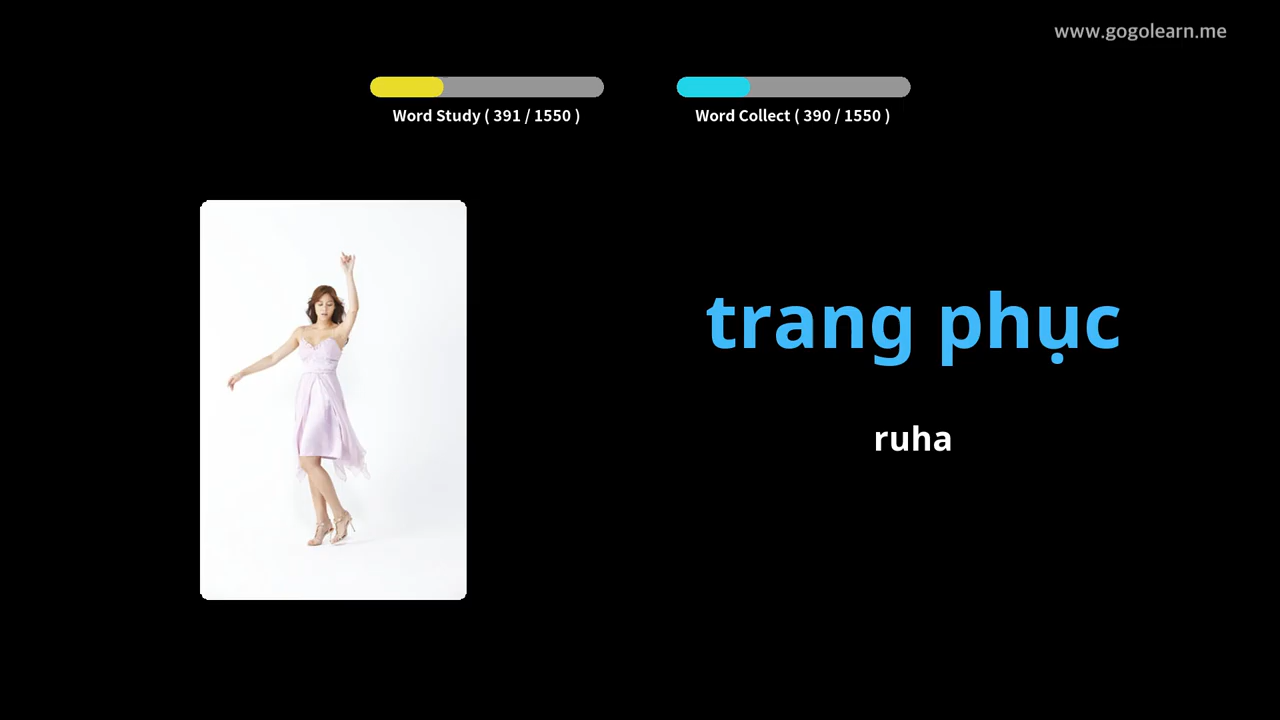 www.gogolearn.me
Word Study ( 391 / 1550 )
Word Collect ( 390 / 1550 )
trang phục
ruha